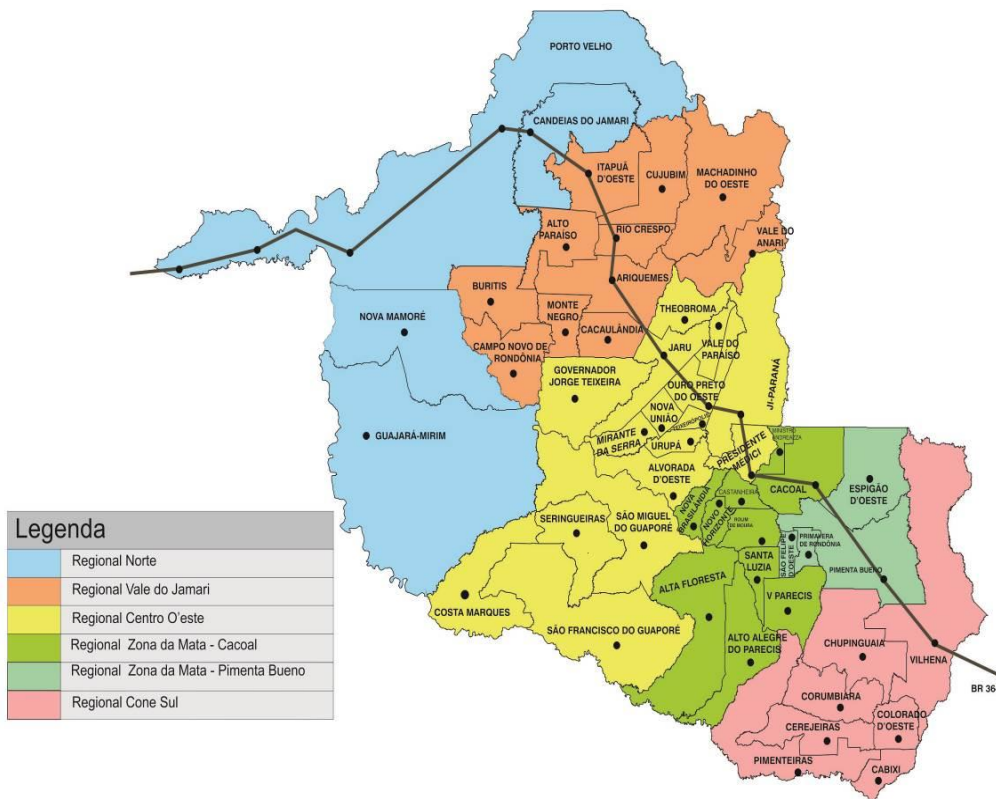 PORTO VELHO
CANDEIAS DO JAMARI
ITAPUÃ
D'OESTE
CUJUBIM
MACHADINHO
DO OESTE
ALTO
PARAÍSO
RIO CRESPO
VALE DO
ANARI
ARIQUEMES
BURITIS
MONTE
NEGRO
CACAULÂNDIA
NOVA MAMORÉ
CAMPO NOVO DE
RONDÔNIA
THEOBROMA
JARU
VALE DO
PARAÍSO
GOVERNADOR
JORGE TEIXEIRA
OURO PRETO
DO OESTE
JI-PARANÁ
NOVA
UNIÃO
MIRANTE
DA SERRA
TEIXEIRÓPOLIS
URUPÁ
GUAJARÁ-MIRIM
PRESIDENTE
MÉDICI
MINISTRO
ANDREAZZA
ALVORADA
D'OESTE
CACOAL
ESPIGÃO
D'OESTE
NOVA
BRASILÂNDIA
CASTANHEIRA
NOVO
HORIZONTE
ROLIM
DE MOURA
SERINGUEIRAS
SÃO MIGUEL
DO GUAPORÉ
SÃO FELIPE
D'OESTE
PRIMAVERA
DE RONDÔNIA
SANTA
LUZIA
PIMENTA BUENO
ALTA FLORESTA
V PARECIS
COSTA MARQUES
SÃO FRANCISCO DO GUAPORÉ
ALTO ALEGRE
DO PARECIS
CHUPINGUAIA
VILHENA
BR 36
CORUMBIARA
CEREJEIRAS
COLORADO
D'OESTE
PIMENTEIRAS
CABIXI
Legenda
Regional Norte
Regional Vale do Jamari
Regional Centro O'este
Regional Zona da Mata - Cacoal
Regional Zona da Mata - Pimenta Bueno
Regional Cone Sul